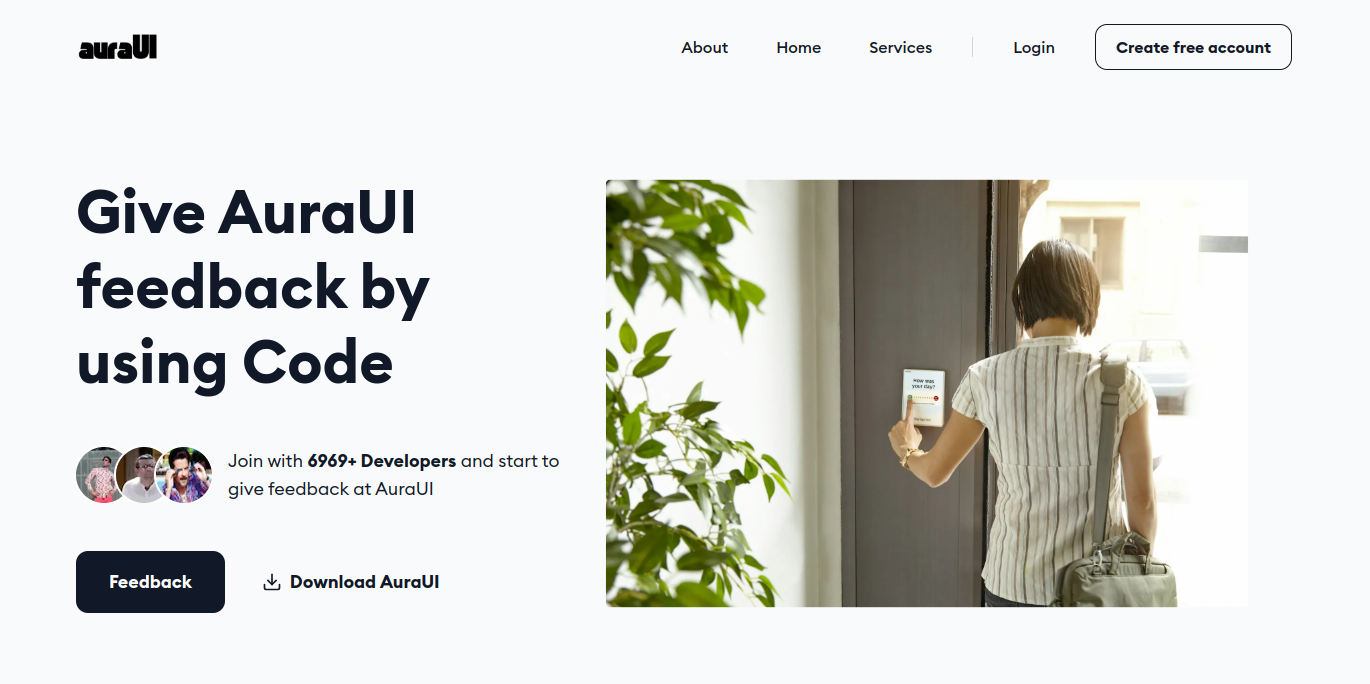 auraUI
About
Home
Services
Login
Create free account
Give AuraUI
feedback by
using Code
Join with 6969+ Developers and start to
give feedback at AuraUI
Feedback
Download AuraUI
How was
your day?